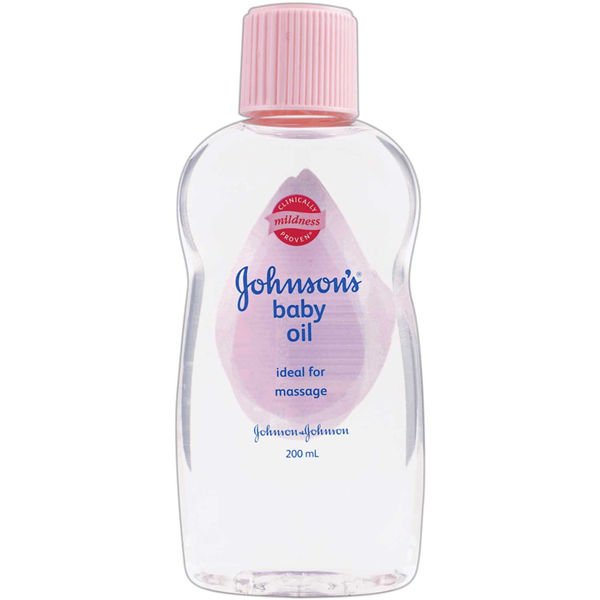 CLINICALLY
mildness
PROVEN®
Johnson's®
baby
oil
ideal for
massage
Johnson & Johnson
200 mL